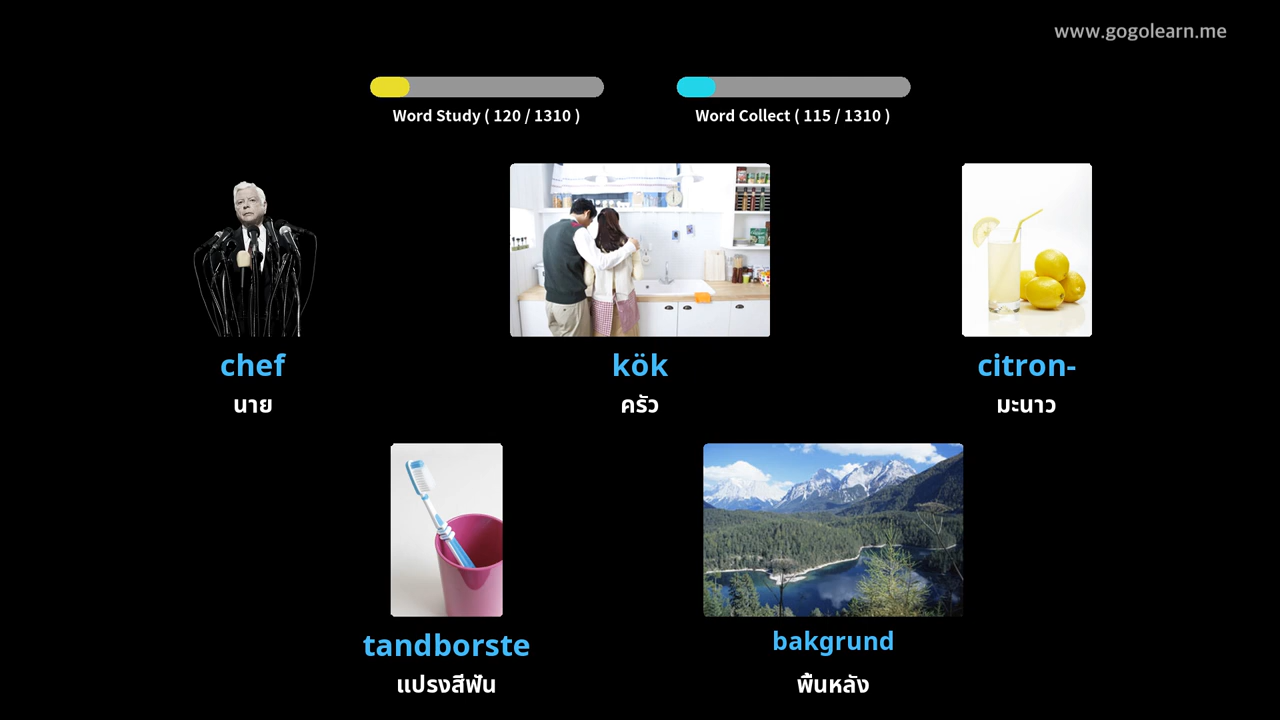 www.gogolearn.me
Word Study ( 120 / 1310 )
Word Collect ( 115 / 1310 )
chef
นาย
kök
ครัว
citron-
มะนาว
tandborste
แปรงสีฟัน
bakgrund
พื้นหลัง